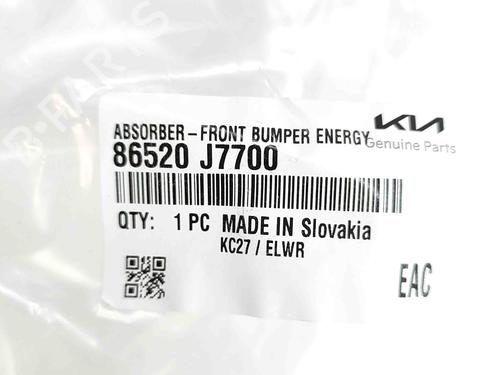 ABSORBER-FRONT BUMPER ENERGY
KIA
Genuine Parts
86520 J7700
QTY: 1 PC MADE IN Slovakia
KC27 / ELWR
EAC